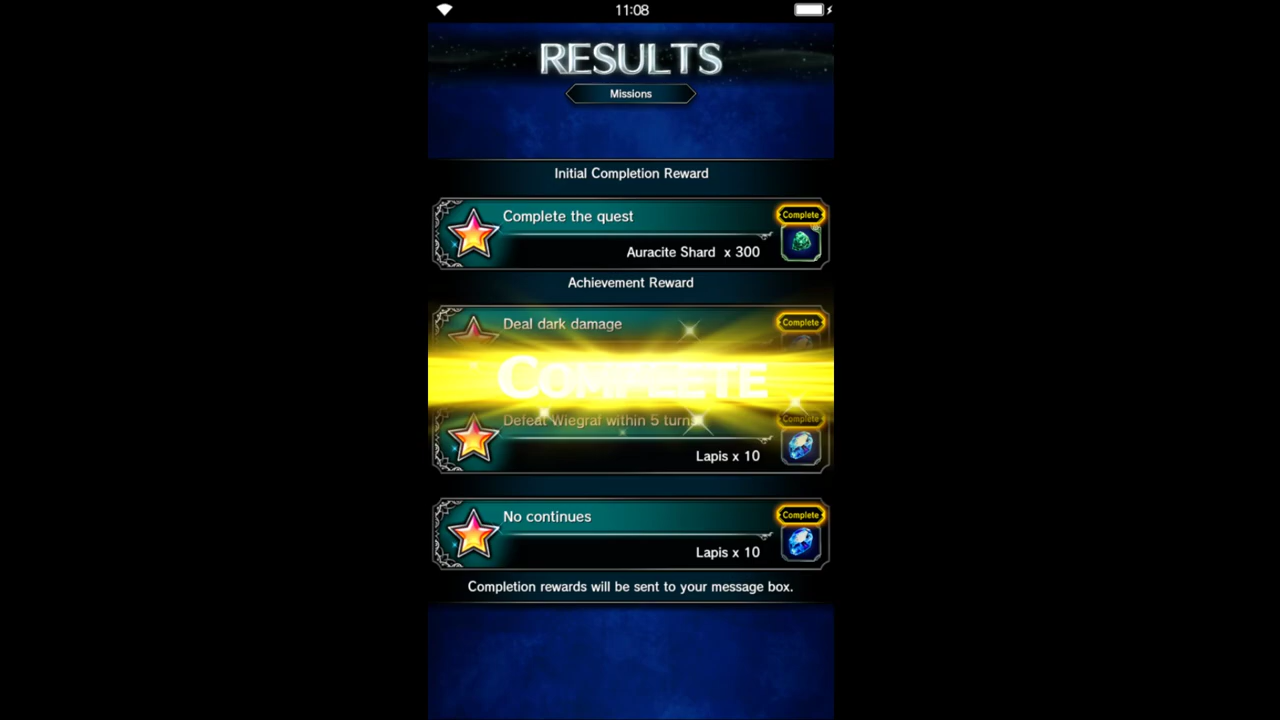 11:08
RESULTS
Missions
Initial Completion Reward
Complete the quest
Complete
Auracite Shard x 300
Achievement Reward
Deal dark damage
Complete
COMPLETE
Defeat Wiegraf within 5 turns
Complete
Lapis x 10
No continues
Complete
Lapis x 10
Completion rewards will be sent to your message box.